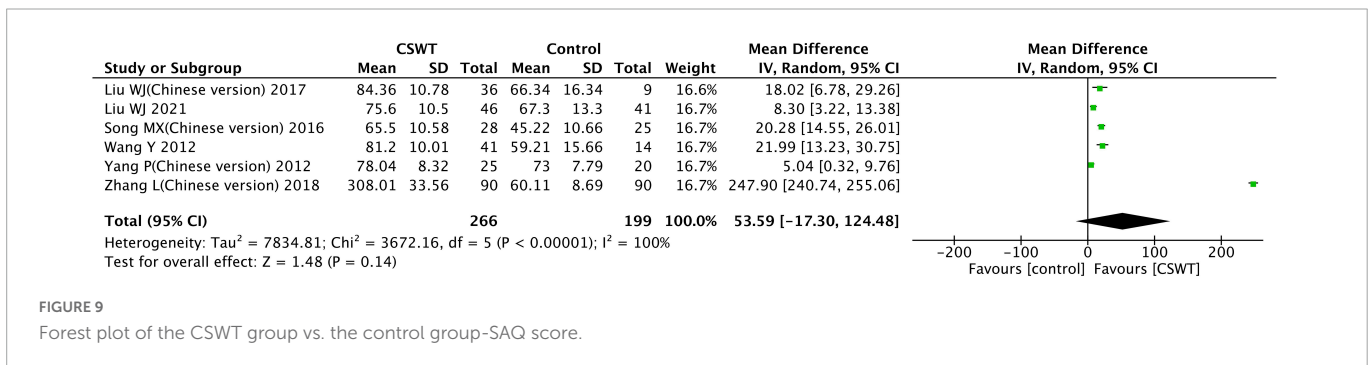 CSWT Control Mean Difference Mean Difference
Study or Subgroup Mean SD Total Mean SD Total Weight IV, Random, 95% CI IV, Random, 95% CI
Liu WJ(Chinese version) 2017 84.36 10.78 36 66.34 16.34 9 16.6% 18.02 [6.78, 29.26]
Liu WJ 2021 75.6 10.5 46 67.3 13.3 41 16.7% 8.30 [3.22, 13.38]
Song MX(Chinese version) 2016 65.5 10.58 28 45.22 10.66 25 16.7% 20.28 [14.55, 26.01]
Wang Y 2012 81.2 10.01 41 59.21 15.66 14 16.7% 21.99 [13.23, 30.75]
Yang P(Chinese version) 2012 78.04 8.32 25 73 7.79 20 16.7% 5.04 [0.32, 9.76]
Zhang L(Chinese version) 2018 308.01 33.56 90 60.11 8.69 90 16.7% 247.90 [240.74, 255.06]
Total (95% CI) 266 199 100.0% 53.59 [−17.30, 124.48]
Heterogeneity: Tau² = 7834.81; Chi² = 3672.16, df = 5 (P < 0.00001); I² = 100%
Test for overall effect: Z = 1.48 (P = 0.14)
−200 −100 0 100 200
Favours [control] Favours [CSWT]
FIGURE 9
Forest plot of the CSWT group vs. the control group-SAQ score.